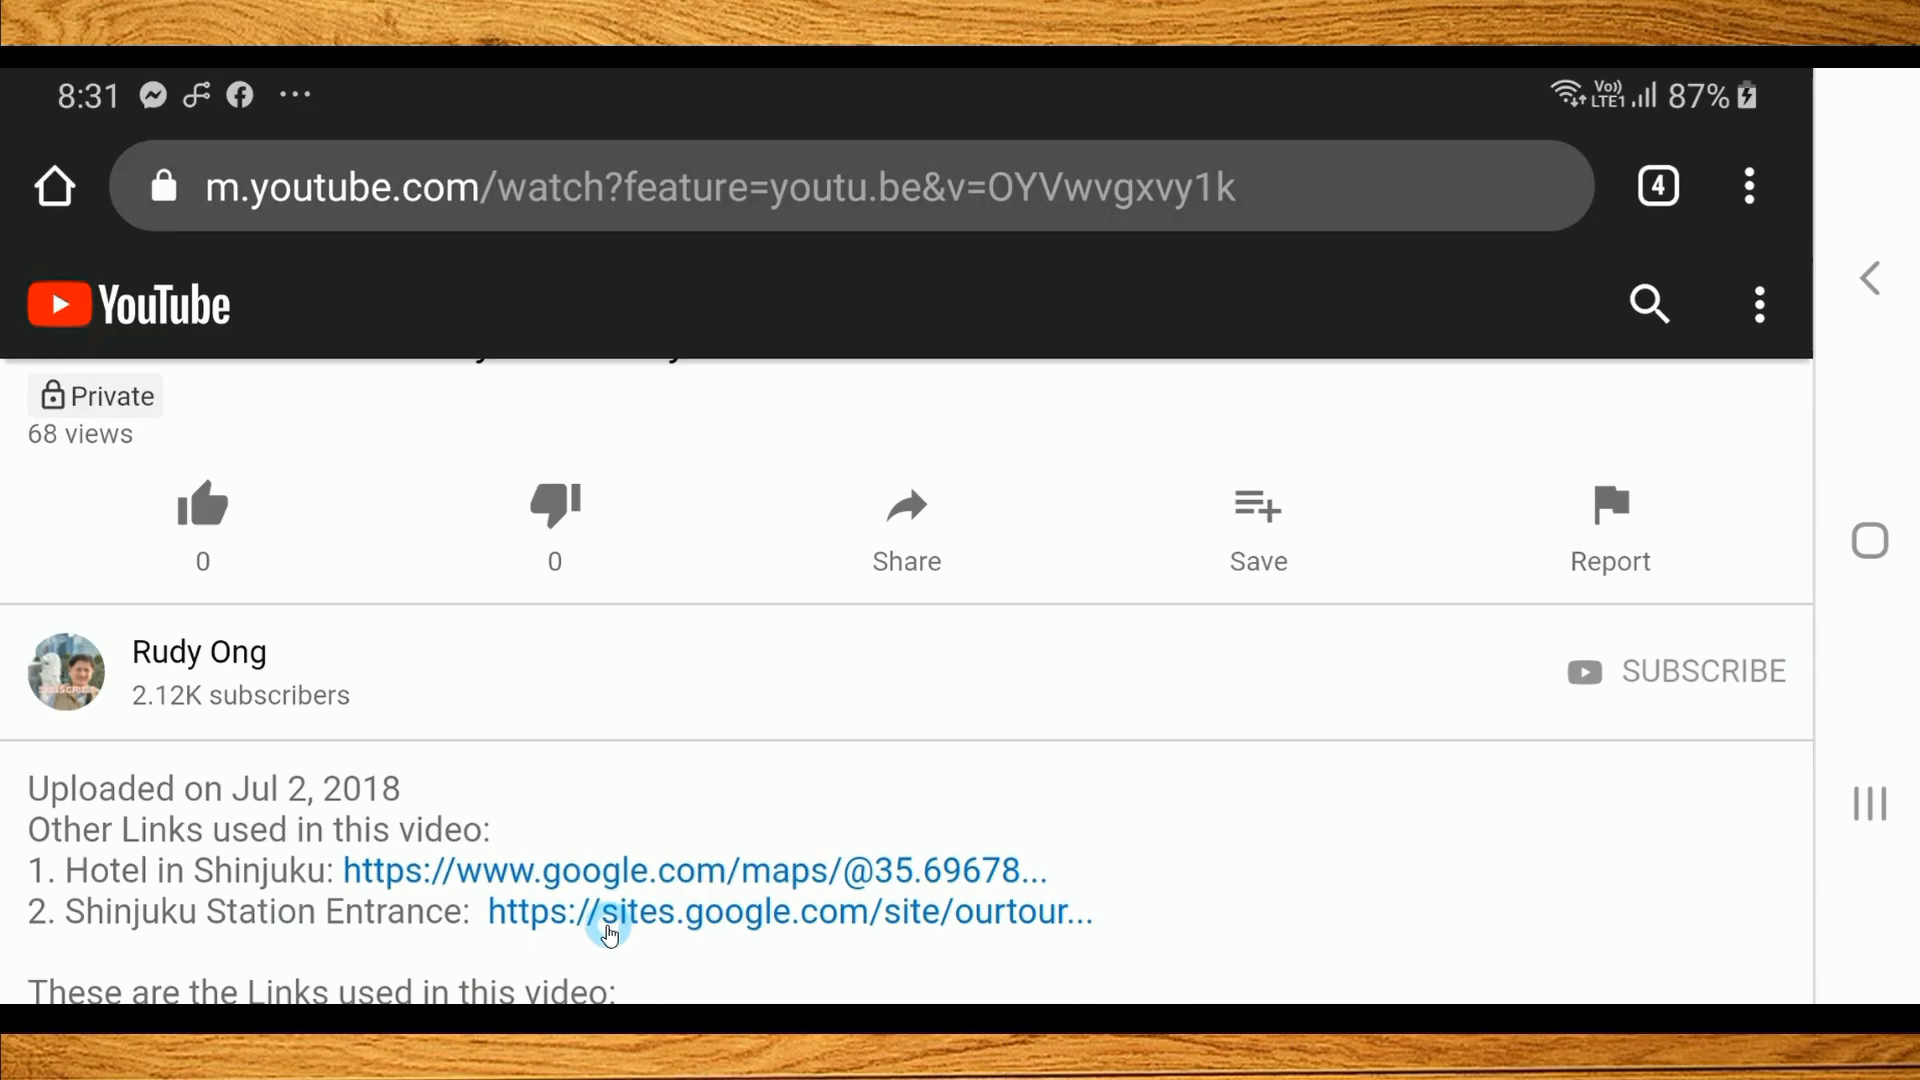 8:31 87%
Vo))
LTE1
m.youtube.com/watch?feature=youtu.be&v=OYVwvgxvy1k
4
YouTube
Private
68 views
0 0 Share Save Report
Rudy Ong
2.12K subscribers
SUBSCRIBE
Uploaded on Jul 2, 2018
Other Links used in this video:
1. Hotel in Shinjuku: https://www.google.com/maps/@35.69678...
2. Shinjuku Station Entrance: https://sites.google.com/site/ourtour...
These are the Links used in this video: